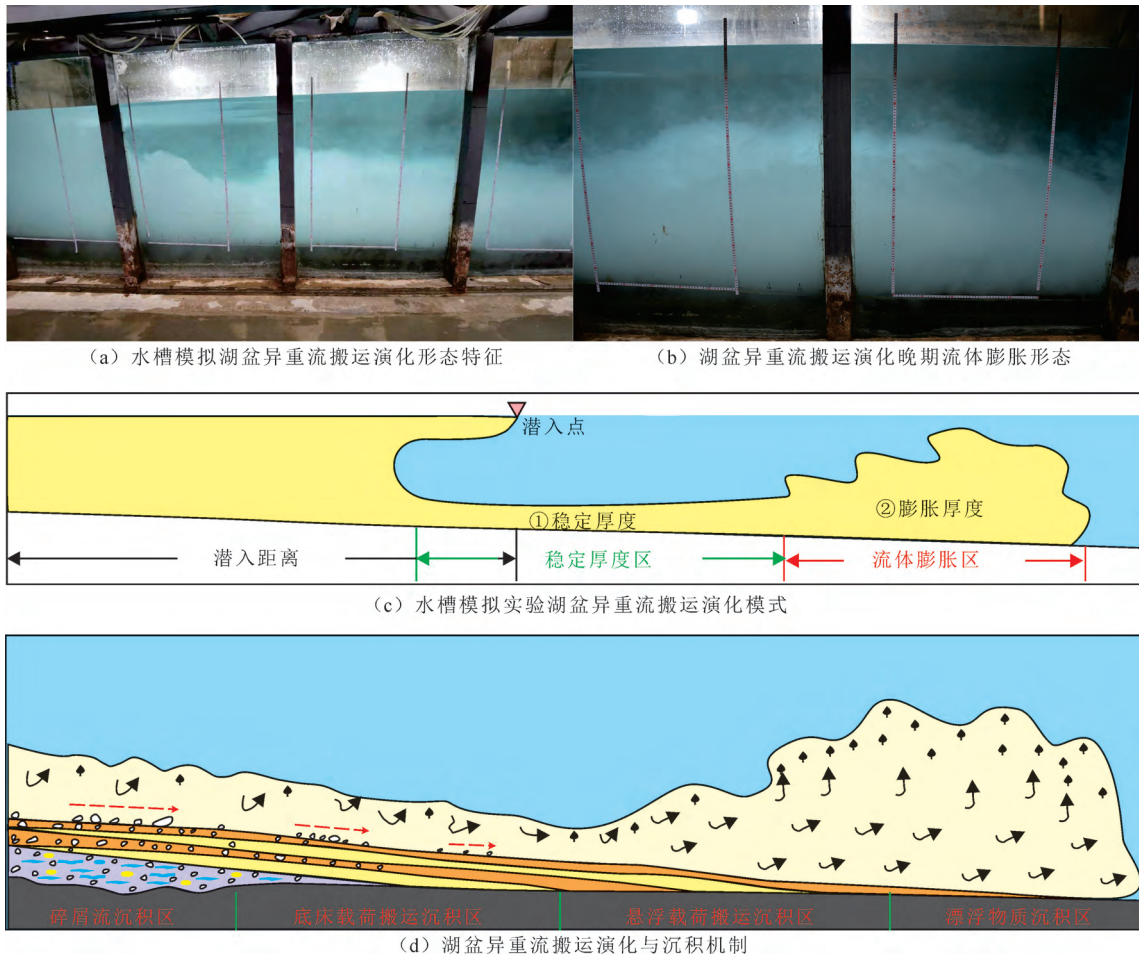 (a) 水槽模拟湖盆异重流搬运演化形态特征
(b) 湖盆异重流搬运演化晚期流体膨胀形态
潜入点
①稳定厚度
②膨胀厚度
潜入距离
稳定厚度区
流体膨胀区
(c) 水槽模拟实验湖盆异重流搬运演化模式
碎屑流沉积区
底床载荷搬运沉积区
悬浮载荷搬运沉积区
漂浮物质沉积区
(d) 湖盆异重流搬运演化与沉积机制